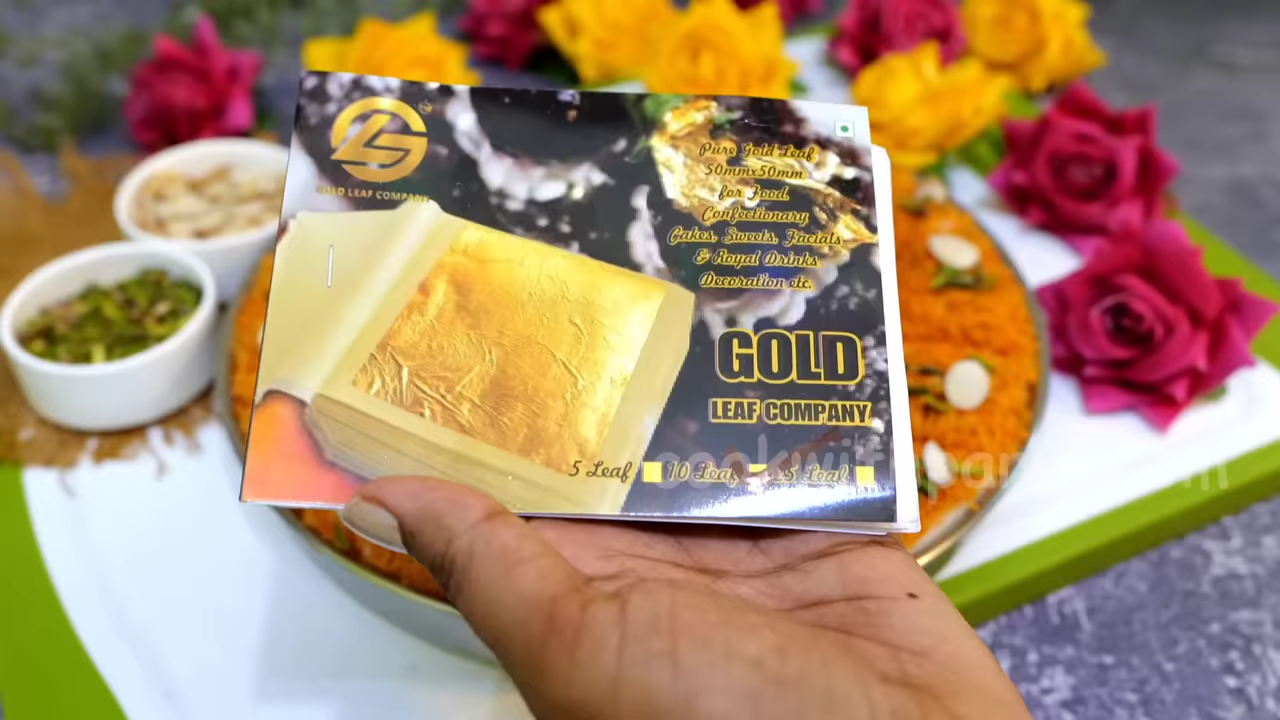 GOLD LEAF COMPANY
Pure Gold Leaf
50mmx50mm
for Food,
Confectionary
Cakes, Sweets, Facials
& Royal Drinks
Decoration etc.
GOLD
LEAF COMPANY
5 Leaf 10 Leaf